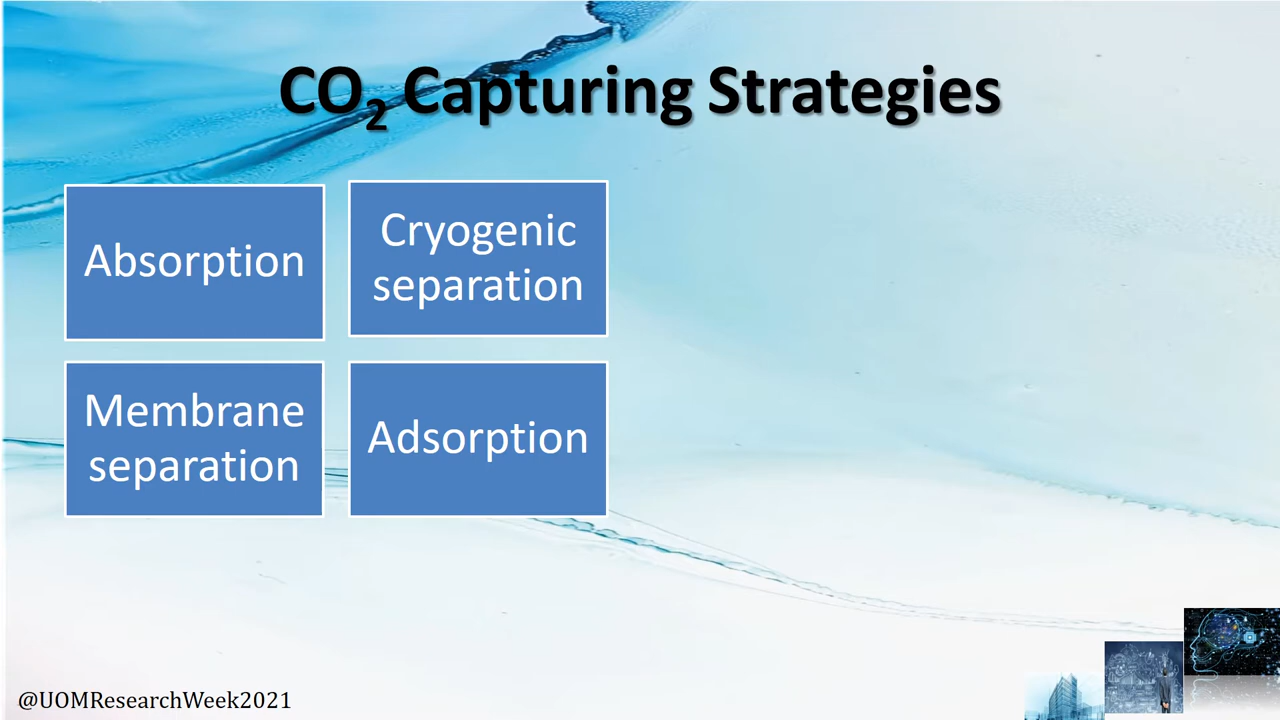 CO₂ Capturing Strategies
Absorption
Cryogenic
separation
Membrane
separation
Adsorption
@UOMResearchWeek2021